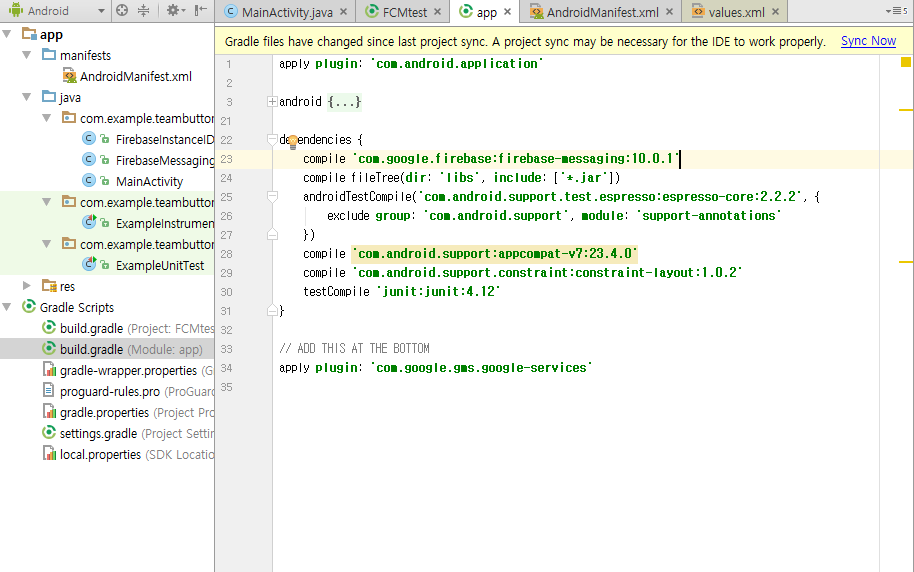 Android
MainActivity.java
FCMtest
app
AndroidManifest.xml
values.xml
5
app
manifests
AndroidManifest.xml
java
com.example.teambuttor
FirebaseInstanceID
FirebaseMessaging
MainActivity
com.example.teambuttor
ExampleInstrumen
com.example.teambuttor
ExampleUnitTest
res
Gradle Scripts
build.gradle (Project: FCMtes
build.gradle (Module: app)
gradle-wrapper.properties (G
proguard-rules.pro (ProGuar
gradle.properties (Project Pro
settings.gradle (Project Settin
local.properties (SDK Locatio
Gradle files have changed since last project sync. A project sync may be necessary for the IDE to work properly. Sync Now
1 apply plugin: 'com.android.application'
2
3 android {...}
21
22 dependencies {
23 compile 'com.google.firebase:firebase-messaging:10.0.1'
24 compile fileTree(dir: 'libs', include: ['*.jar'])
25 androidTestCompile('com.android.support.test.espresso:espresso-core:2.2.2', {
26 exclude group: 'com.android.support', module: 'support-annotations'
27 })
28 compile 'com.android.support:appcompat-v7:23.4.0'
29 compile 'com.android.support.constraint:constraint-layout:1.0.2'
30 testCompile 'junit:junit:4.12'
31 }
32
33 // ADD THIS AT THE BOTTOM
34 apply plugin: 'com.google.gms.google-services'
35